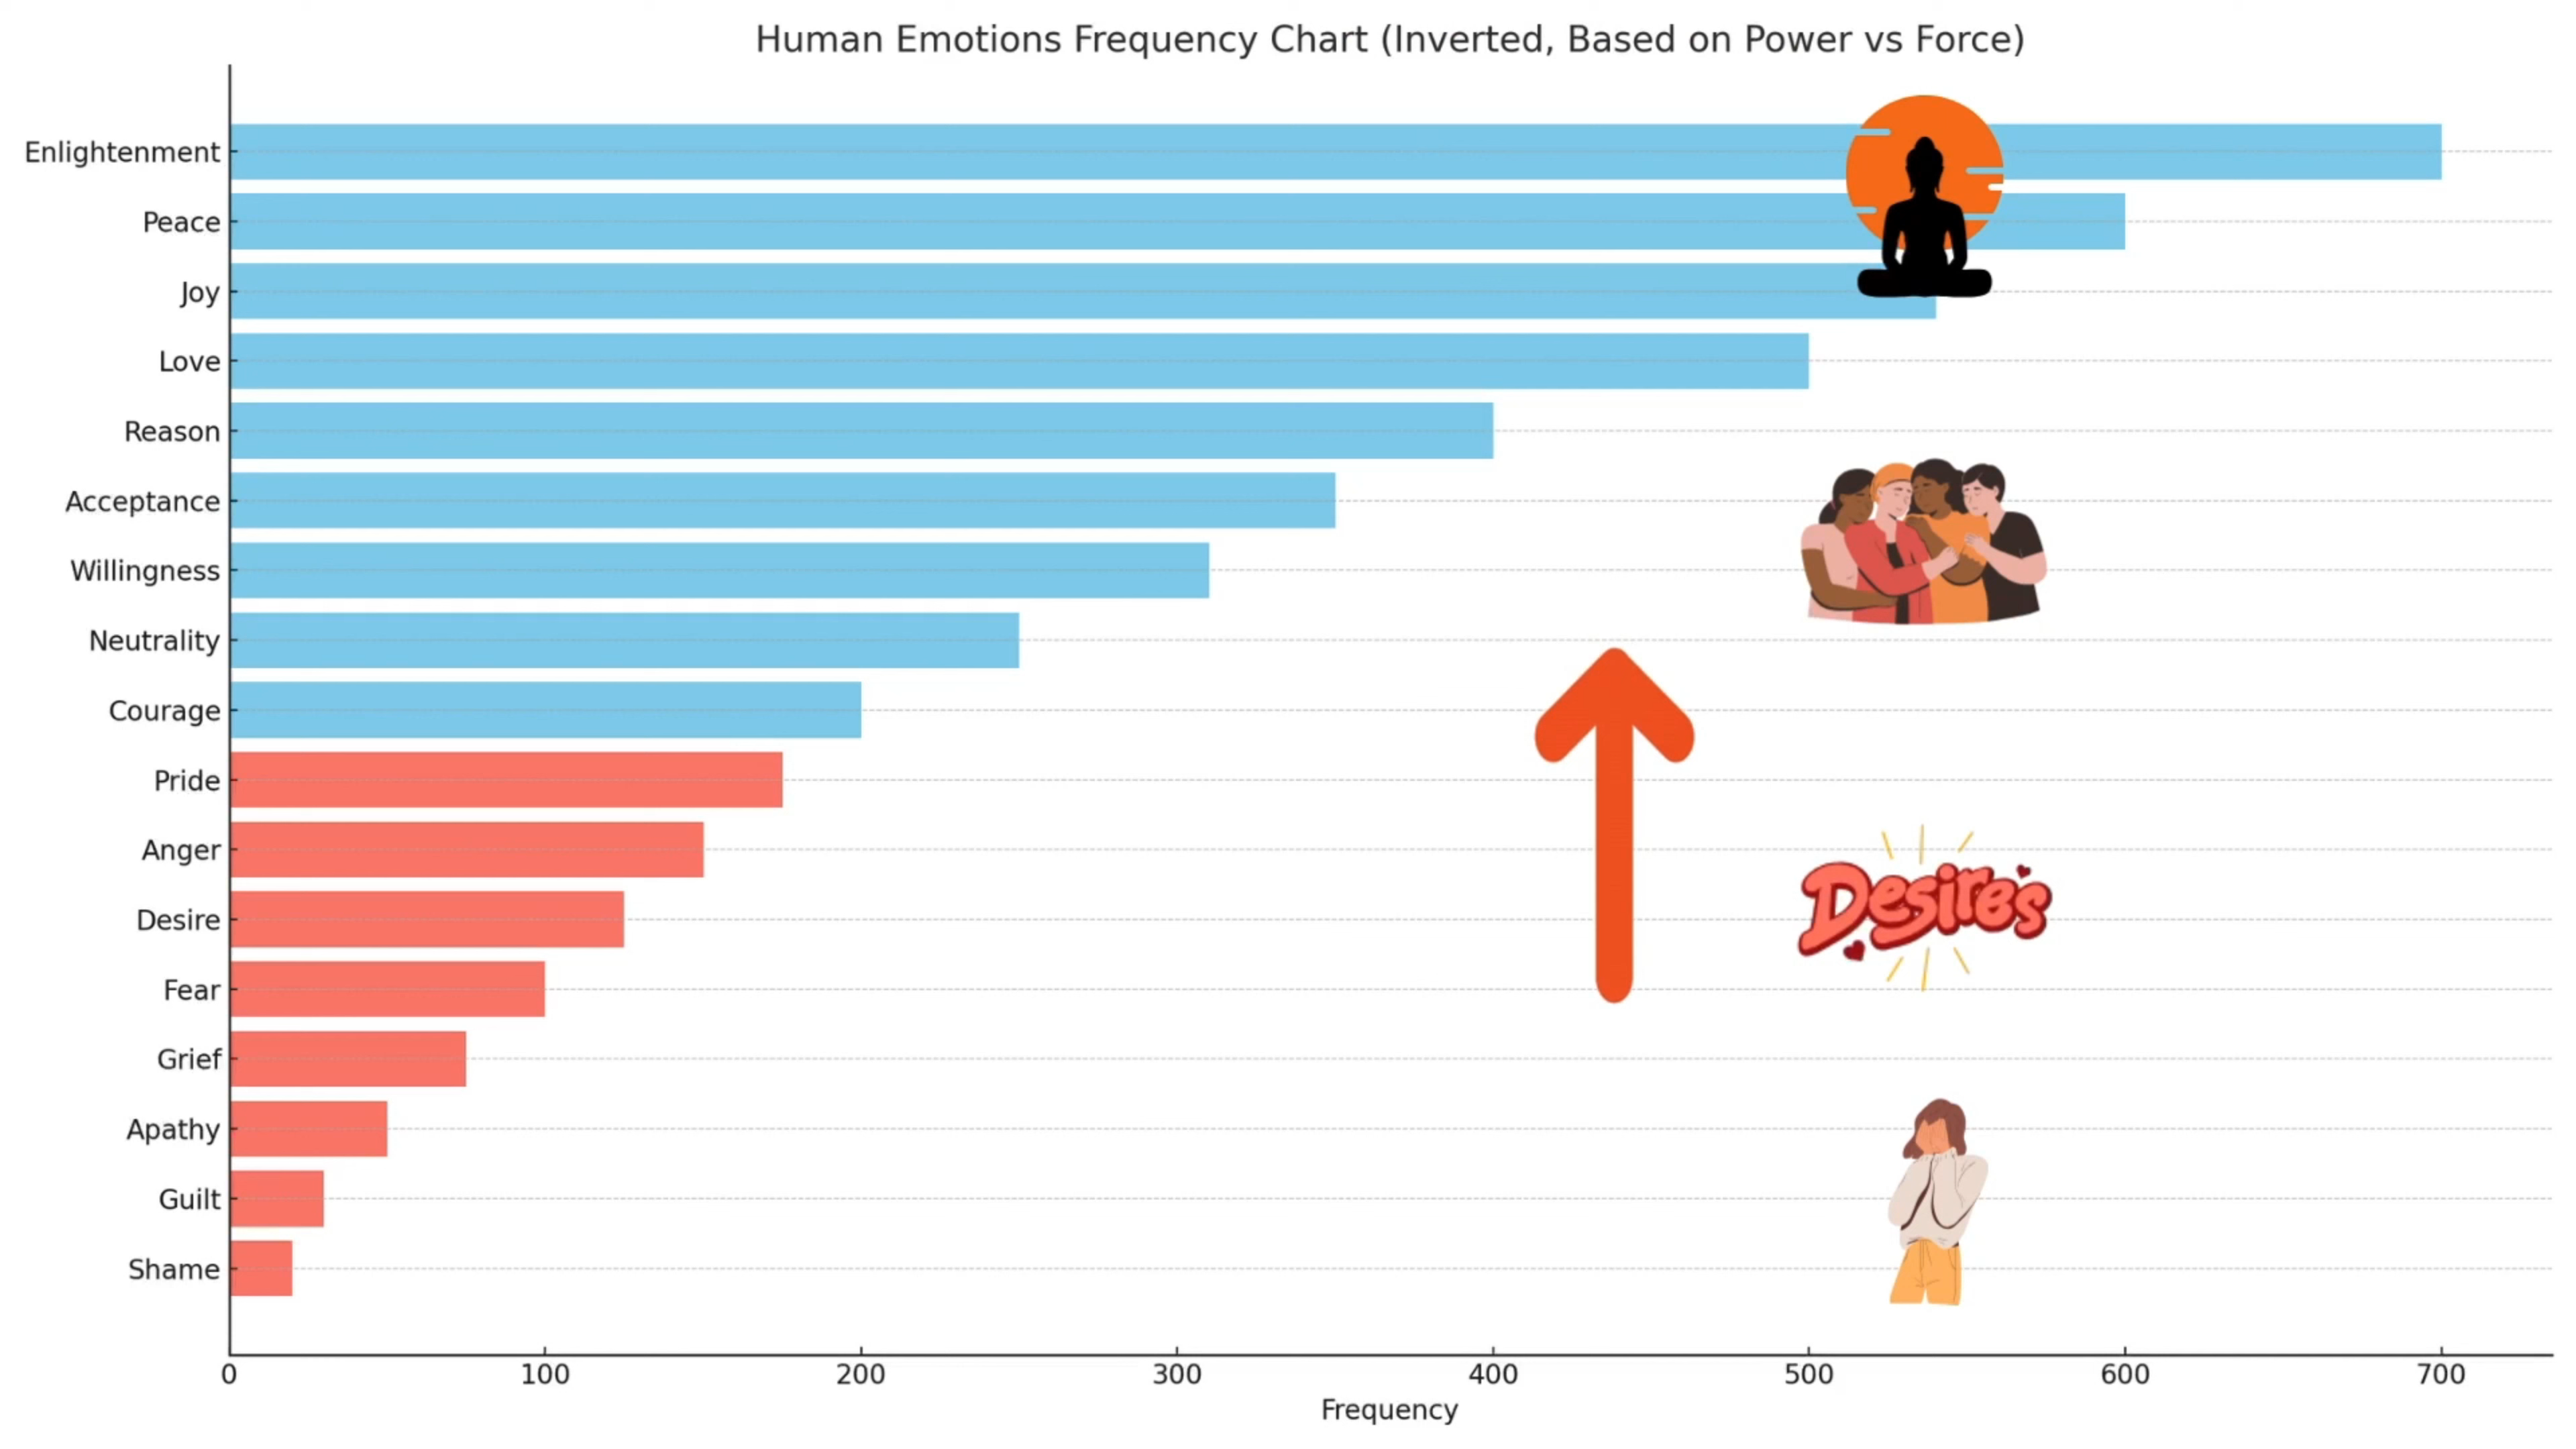 Human Emotions Frequency Chart (Inverted, Based on Power vs Force)
Enlightenment
Peace
Joy
Love
Reason
Acceptance
Willingness
Neutrality
Courage
Pride
Anger
Desire
Desires
Fear
Grief
Apathy
Guilt
Shame
0 100 200 300 400 500 600 700
Frequency